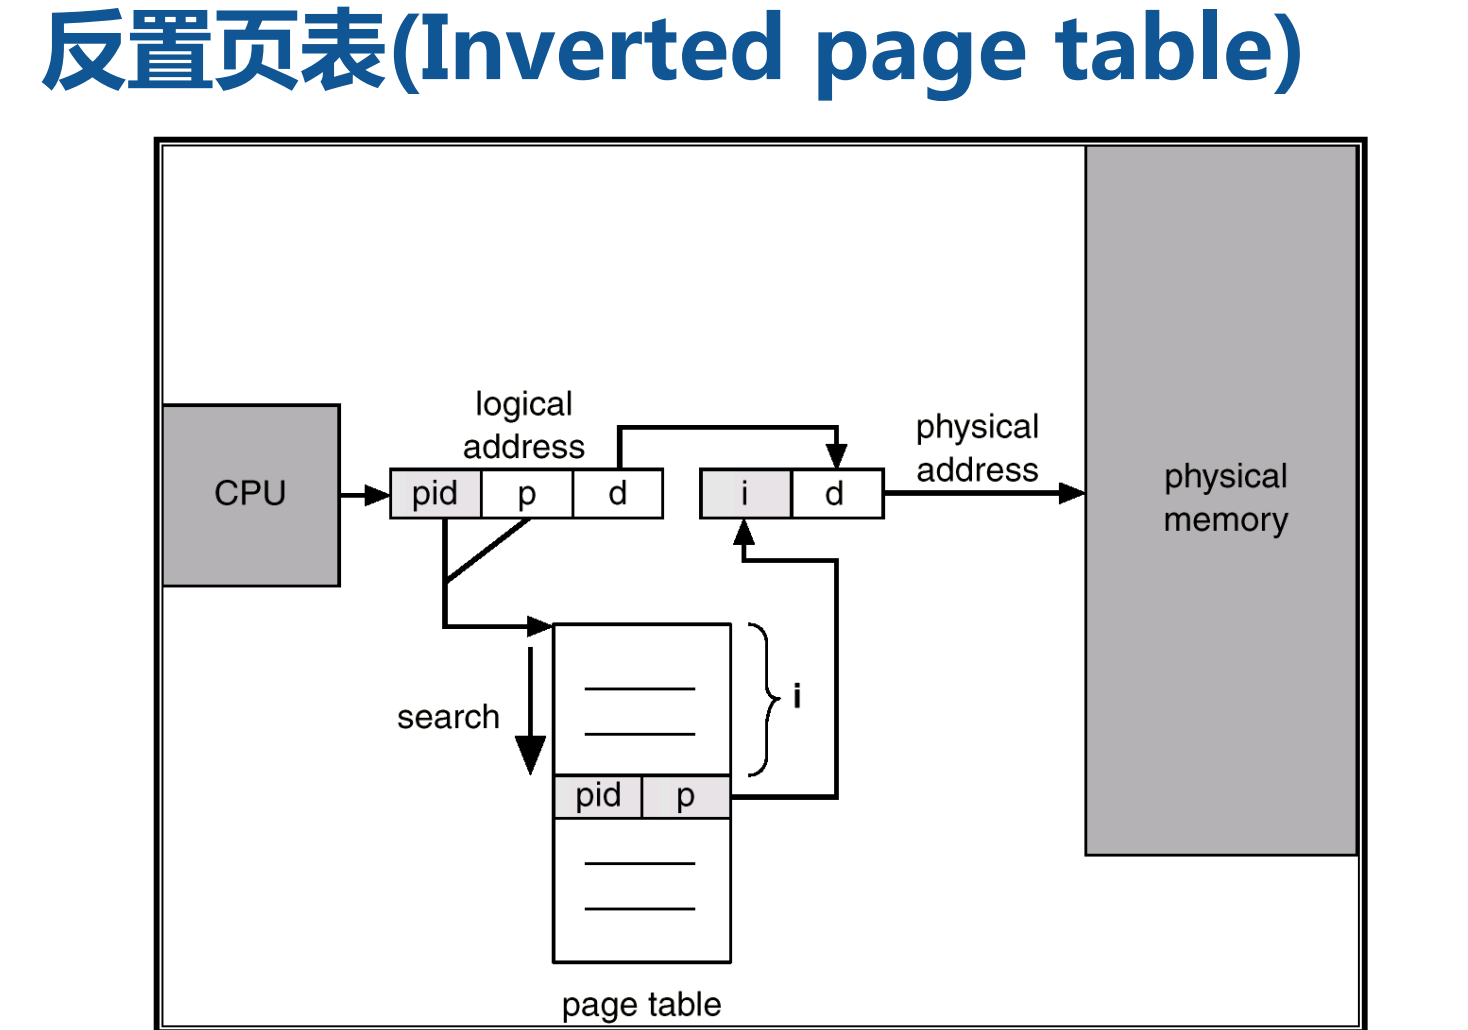 反置页表(Inverted page table)
logical
address
physical
address
CPU
pid
p
d
i
d
physical
memory
search
i
pid
p
page table